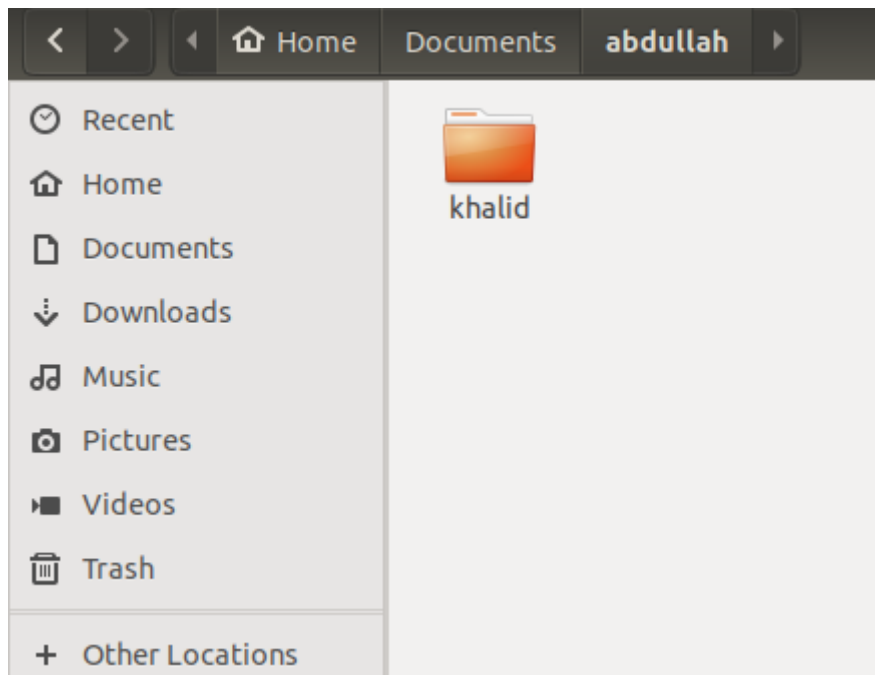 Home Documents abdullah
Recent
Home
Documents
Downloads
Music
Pictures
Videos
Trash
Other Locations
khalid